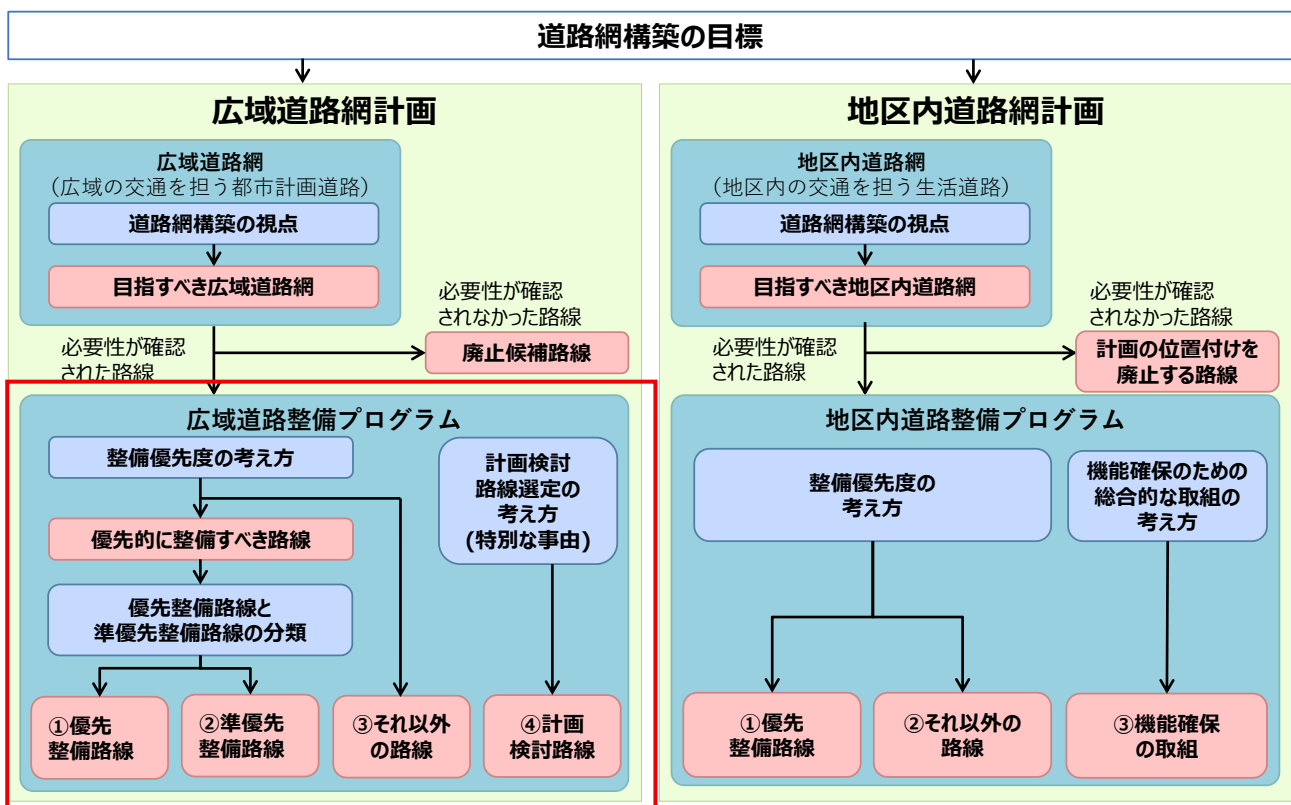 道路網構築の目標
広域道路網計画
広域道路網
（広域の交通を担う都市計画道路）
道路網構築の視点
目指すべき広域道路網
必要性が確認
されなかった路線
廃止候補路線
必要性が確認
された路線
広域道路整備プログラム
整備優先度の考え方
優先的に整備すべき路線
優先整備路線と
準優先整備路線の分類
計画検討
路線選定の
考え方
(特別な事由)
①優先
整備路線
②準優先
整備路線
③それ以外
の路線
④計画
検討路線
地区内道路網計画
地区内道路網
（地区内の交通を担う生活道路）
道路網構築の視点
目指すべき地区内道路網
必要性が確認
されなかった路線
計画の位置付けを
廃止する路線
必要性が確認
された路線
地区内道路整備プログラム
整備優先度の
考え方
機能確保のための
総合的な取組の
考え方
①優先
整備路線
②それ以外の
路線
③機能確保
の取組